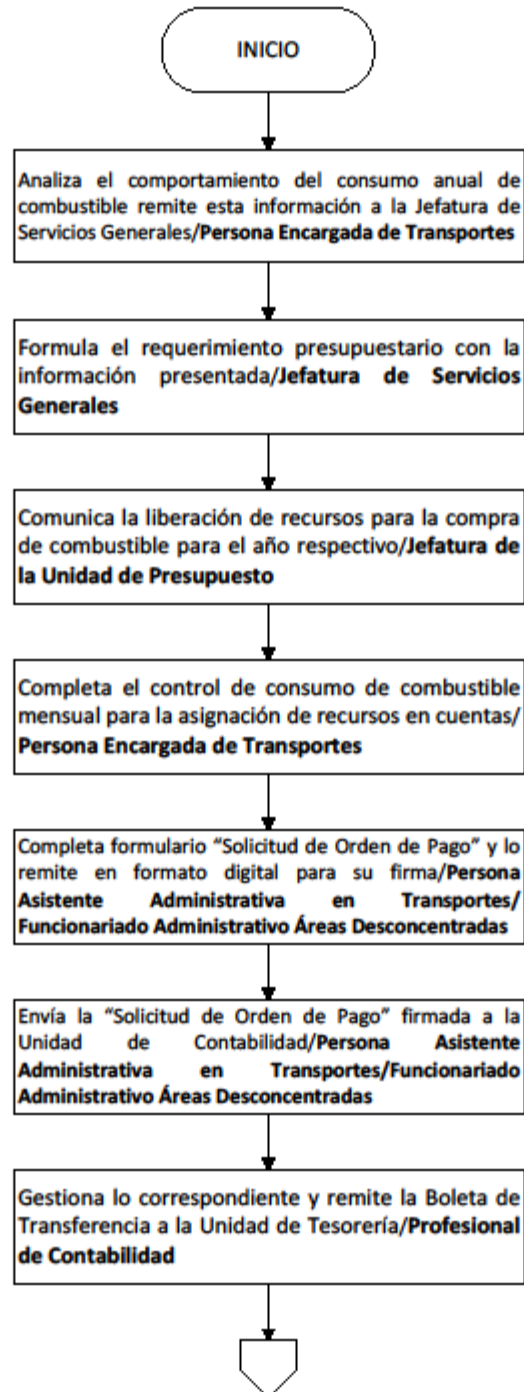 INICIO
Analiza el comportamiento del consumo anual de
combustible remite esta información a la Jefatura de
Servicios Generales/Persona Encargada de Transportes
Formula el requerimiento presupuestario con la
información presentada/Jefatura de Servicios
Generales
Comunica la liberación de recursos para la compra
de combustible para el año respectivo/Jefatura de
la Unidad de Presupuesto
Completa el control de consumo de combustible
mensual para la asignación de recursos en cuentas/
Persona Encargada de Transportes
Completa formulario “Solicitud de Orden de Pago” y lo
remite en formato digital para su firma/Persona
Asistente Administrativa en Transportes/
Funcionariado Administrativo Áreas Desconcentradas
Envía la “Solicitud de Orden de Pago” firmada a la
Unidad de Contabilidad/Persona Asistente
Administrativa en Transportes/Funcionariado
Administrativo Áreas Desconcentradas
Gestiona lo correspondiente y remite la Boleta de
Transferencia a la Unidad de Tesorería/Profesional
de Contabilidad